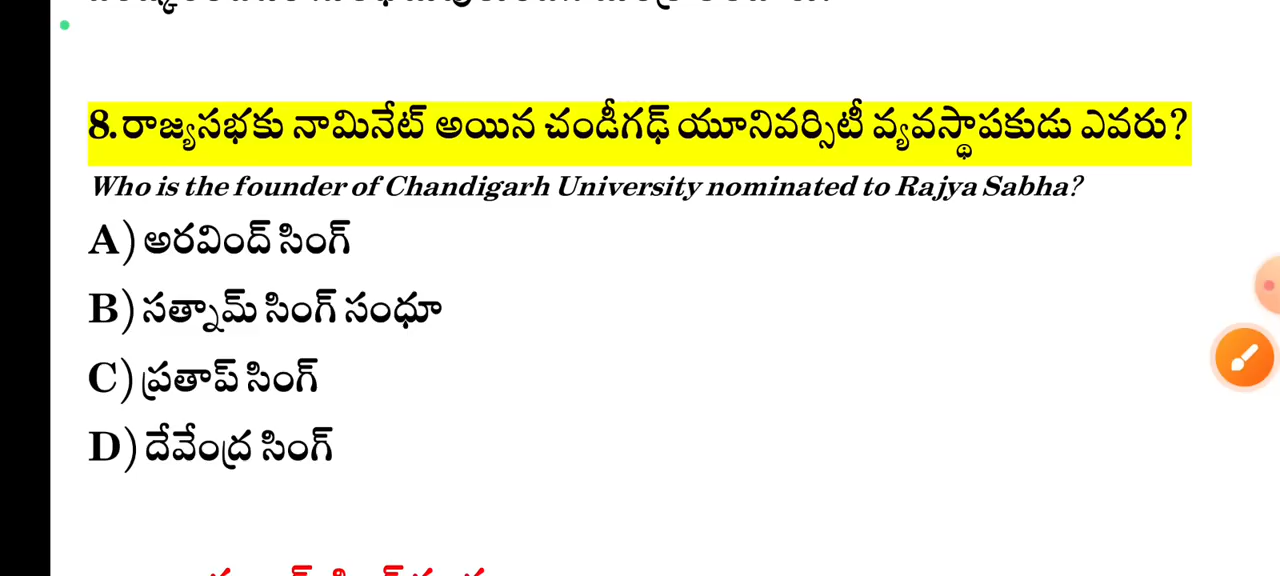 8.రాజ్యసభకు నామినేట్ అయిన చండీగఢ్ యూనివర్సిటీ వ్యవస్థాపకుడు ఎవరు?
Who is the founder of Chandigarh University nominated to Rajya Sabha?
A) అరవింద్ సింగ్
B) సత్నామ్ సింగ్ సంధూ
C) ప్రతాప్ సింగ్
D) దేవేంద్ర సింగ్